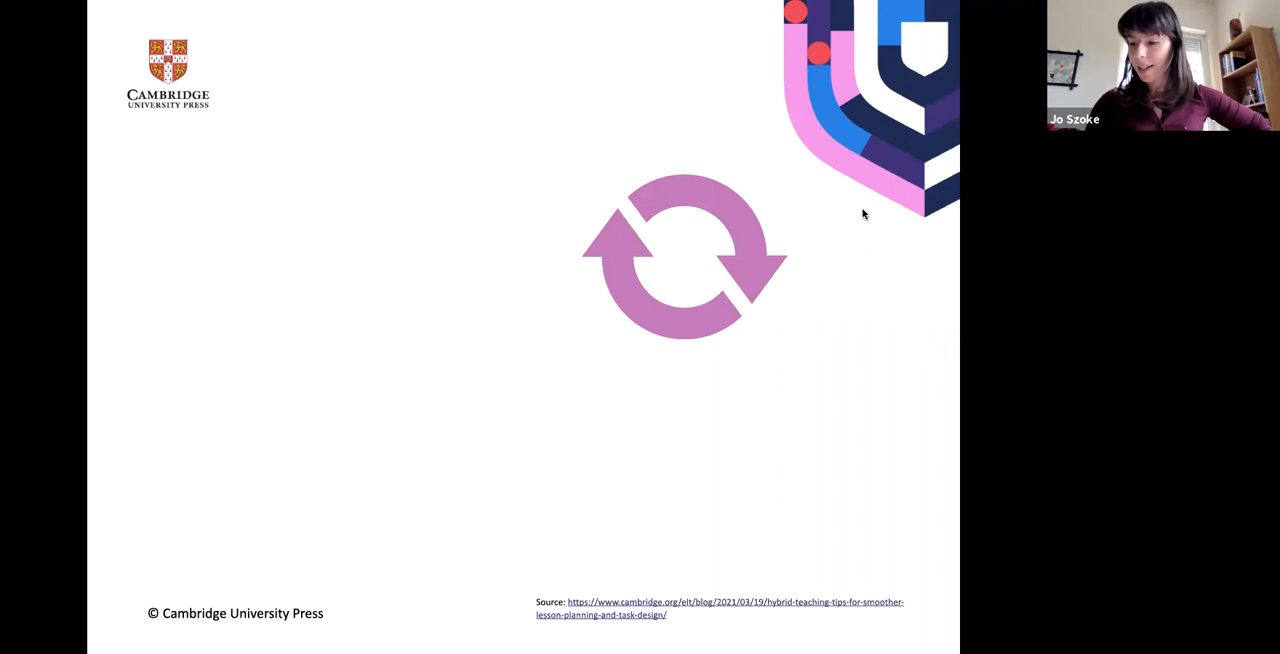 CAMBRIDGE
UNIVERSITY PRESS
Jo Szoke
© Cambridge University Press
Source: https://www.cambridge.org/elt/blog/2021/03/19/hybrid-teaching-tips-for-smoother-
lesson-planning-and-task-design/